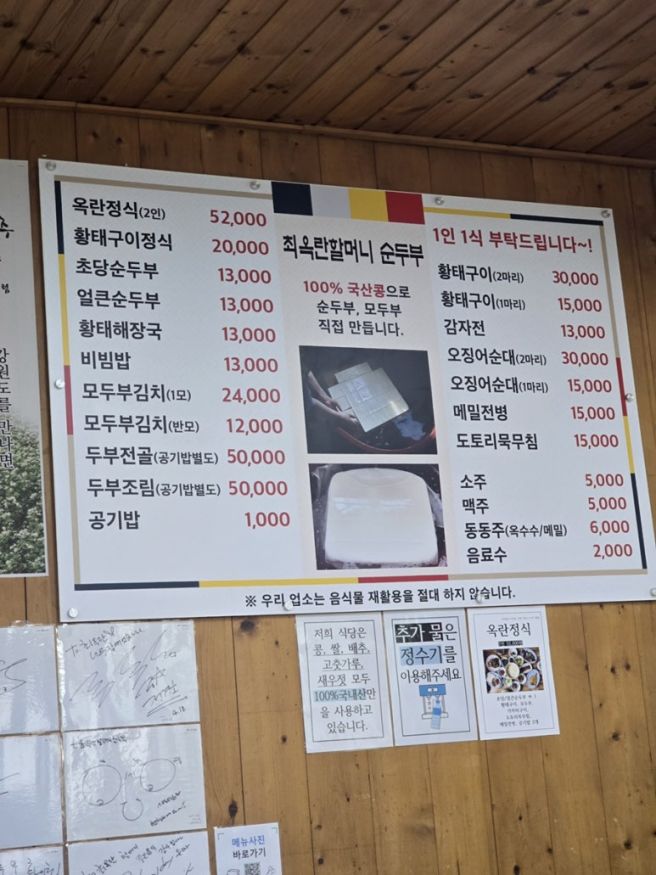 옥란정식(2인) 52,000
황태구이정식 20,000
초당순두부 13,000
얼큰순두부 13,000
황태해장국 13,000
비빔밥 13,000
모두부김치(1모) 24,000
모두부김치(반모) 12,000
두부전골(공기밥별도) 50,000
두부조림(공기밥별도) 50,000
공기밥 1,000
최옥란할머니 순두부
100% 국산콩으로
순두부, 모두부
직접 만듭니다.
1인 1식 부탁드립니다~!
황태구이(2마리) 30,000
황태구이(1마리) 15,000
감자전 13,000
오징어순대(2마리) 30,000
오징어순대(1마리) 15,000
메밀전병 15,000
도토리묵무침 15,000
소주 5,000
맥주 5,000
동동주(옥수수/메밀) 6,000
음료수 2,000
※ 우리 업소는 음식물 재활용을 절대 하지 않습니다.
강원도를 만나면
저희 식당은
콩, 쌀, 배추,
고춧가루,
새우젓 모두
100%국내산만
을 사용하고
있습니다.
추가 물은
정수기를
이용해주세요
옥란정식
메뉴사진
바로가기